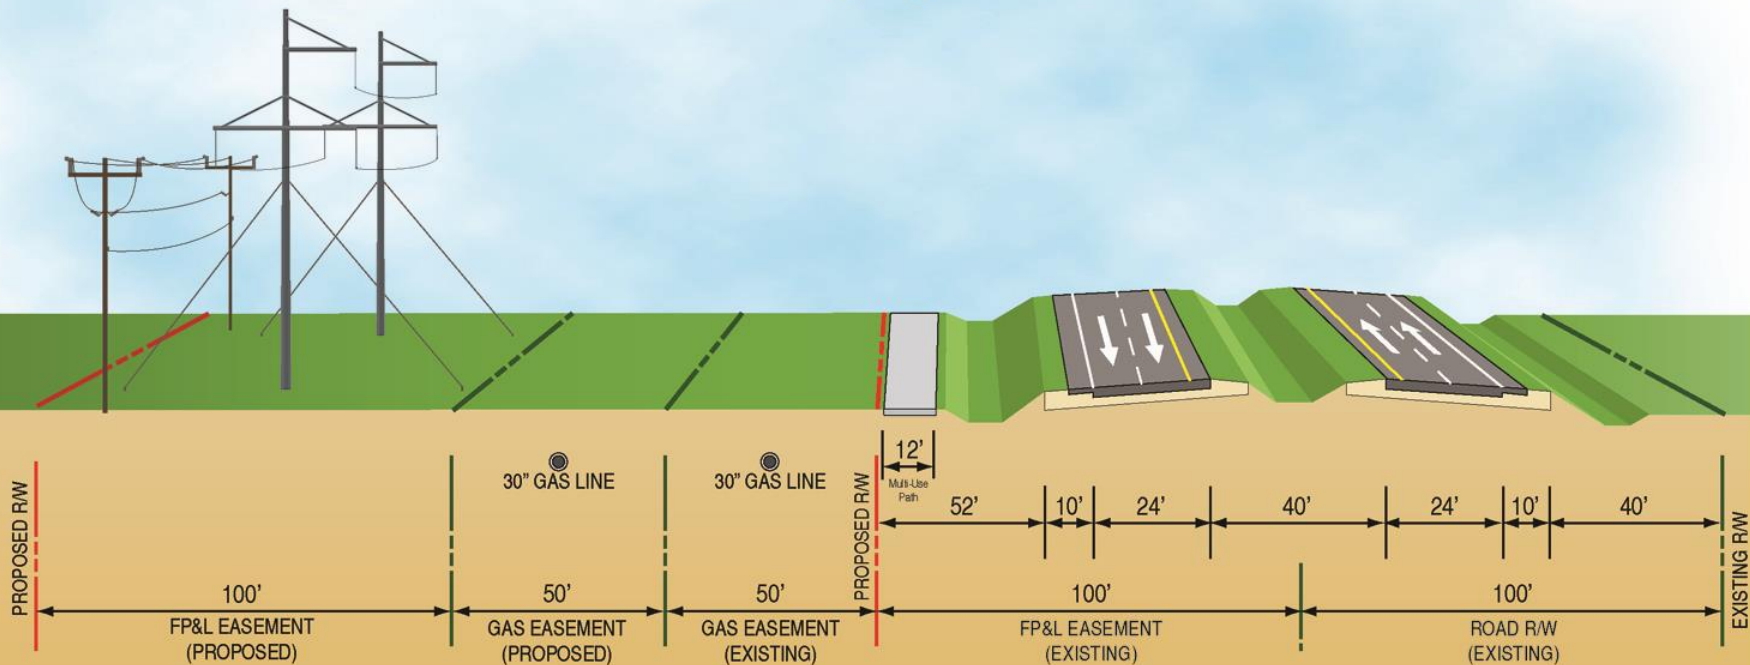 30” GAS LINE
30” GAS LINE
12’
Multi-Use
Path
52’
10’
24’
40’
24’
10’
40’
PROPOSED R/W
PROPOSED R/W
EXISTING R/W
100’
FP&L EASEMENT
(PROPOSED)
50’
GAS EASEMENT
(PROPOSED)
50’
GAS EASEMENT
(EXISTING)
100’
FP&L EASEMENT
(EXISTING)
100’
ROAD R/W
(EXISTING)